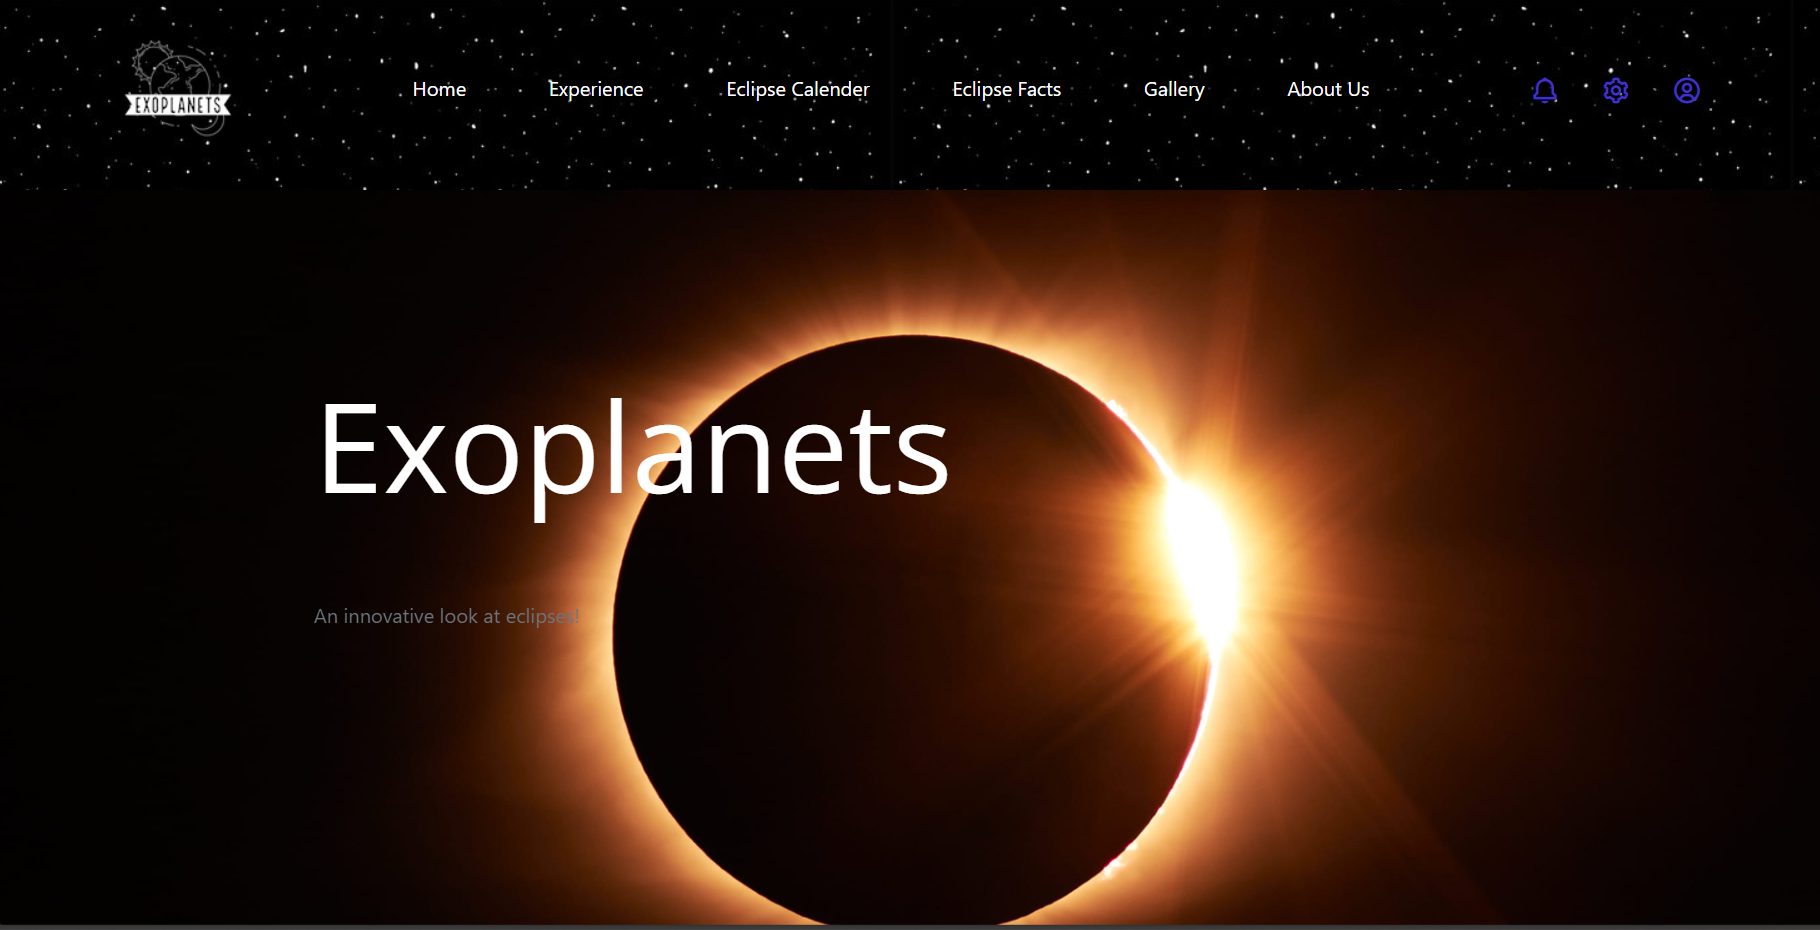 EXOPLANETS
Home Experience Eclipse Calender Eclipse Facts Gallery About Us
Exoplanets
An innovative look at eclipses!